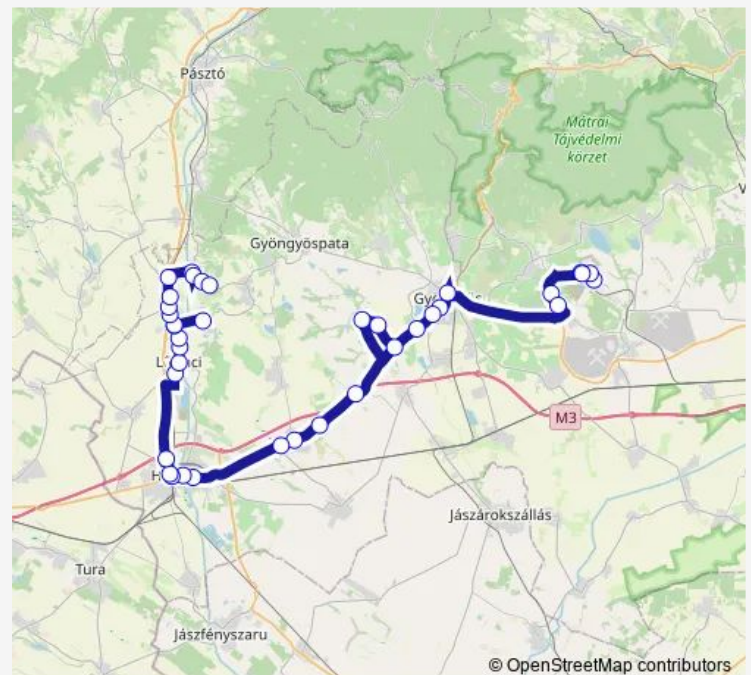 Pásztó
Mátrai
Tájvédelmi
körzet
Gyöngyöspata
M3
Jászárokszállás
Tura
Jászfényszaru
© OpenStreetMap contributors